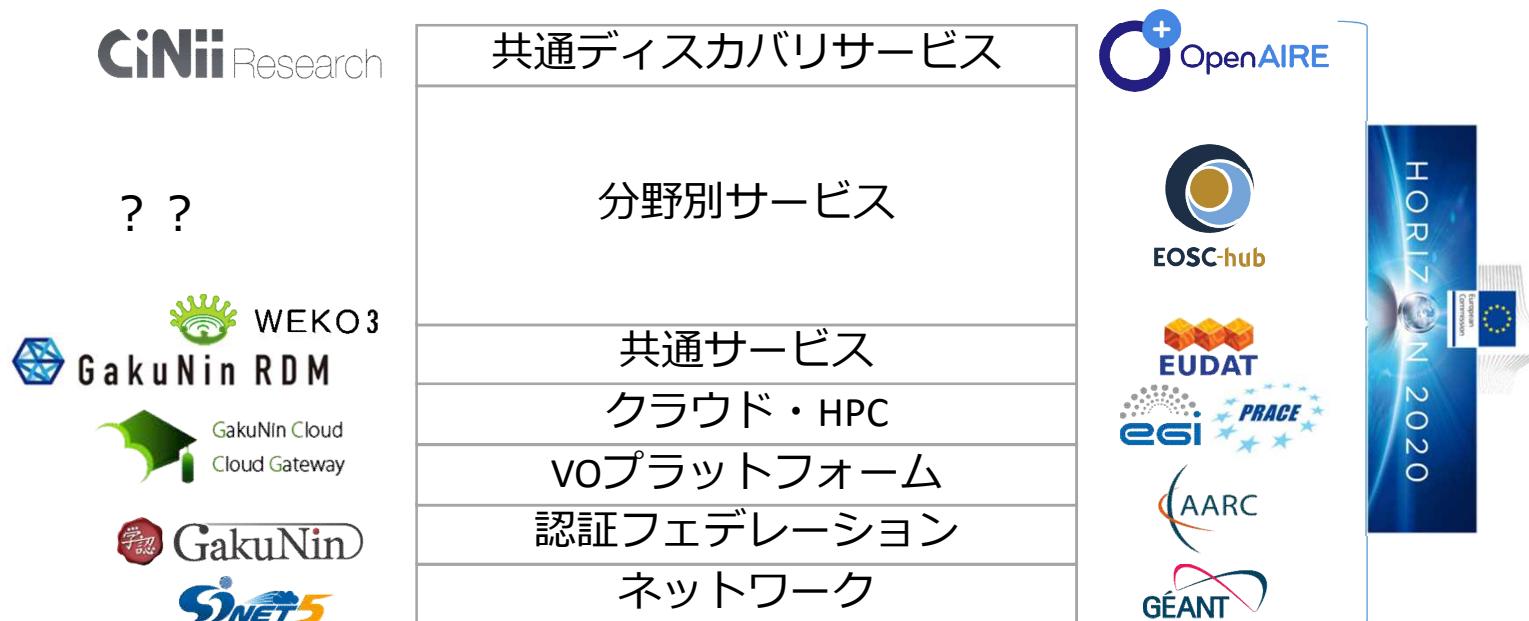 CiNii Research
共通ディスカバリサービス
+
OpenAIRE
？？
分野別サービス
EOSC-hub
WEKO3
GakuNin RDM
共通サービス
EUDAT
GakuNin Cloud
Cloud Gateway
クラウド・HPC
egi
PRACE
VOプラットフォーム
AARC
学認
GakuNin
認証フェデレーション
SINET5
ネットワーク
GÉANT
HORIZON 2020
European
Commission